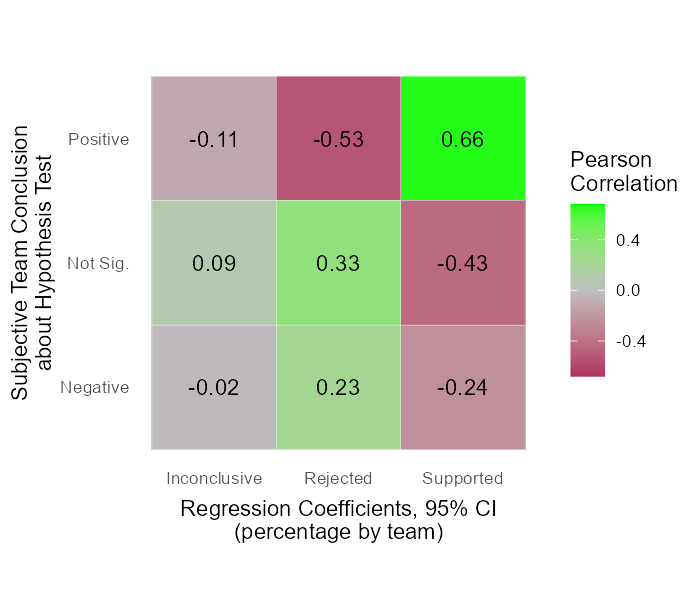 Subjective Team Conclusion
about Hypothesis Test
Positive
-0.11
-0.53
0.66
Not Sig.
0.09
0.33
-0.43
Negative
-0.02
0.23
-0.24
Inconclusive
Rejected
Supported
Regression Coefficients, 95% CI
(percentage by team)
Pearson
Correlation
0.4
0.0
-0.4